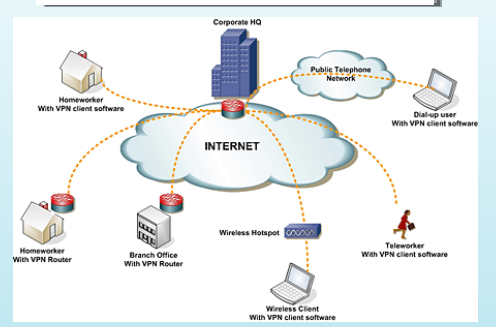 Corporate HQ
Public Telephone
Network
Homeworker
With VPN client software
Dial-up user
With VPN client software
INTERNET
Homeworker
With VPN Router
Branch Office
With VPN Router
Wireless Hotspot
Teleworker
With VPN client software
Wireless Client
With VPN client software